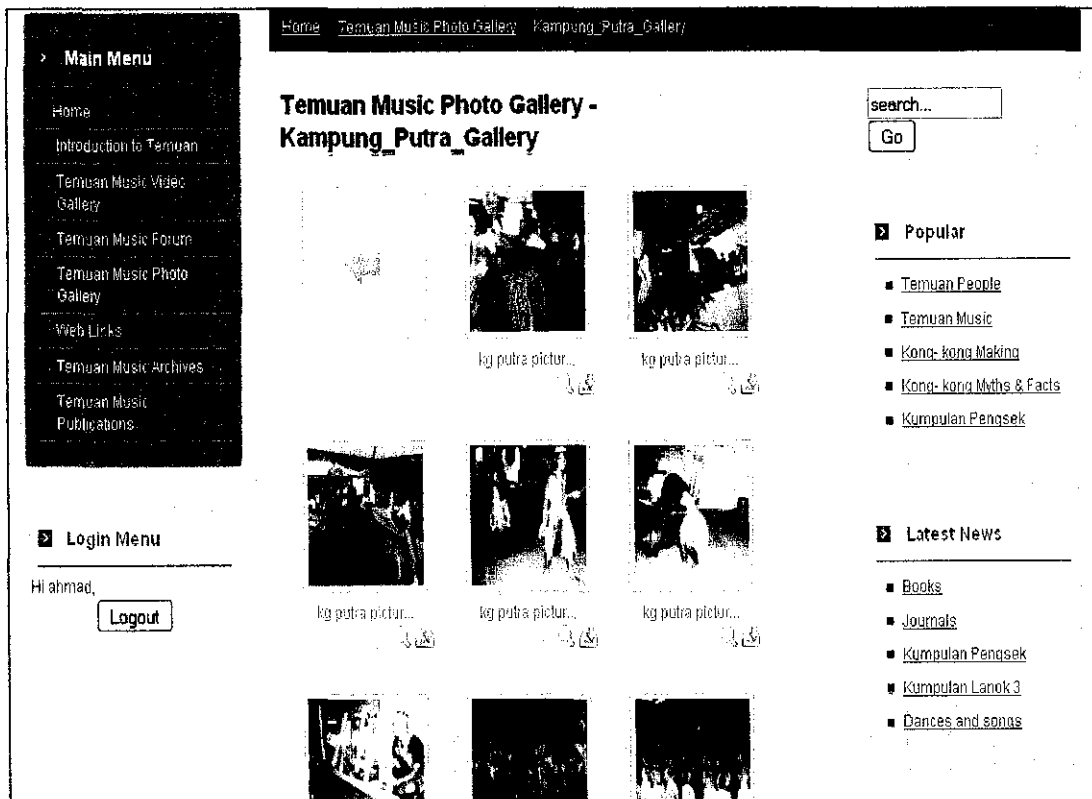 Home Temuan Music Photo Gallery Kampung_Putra_Gallery
Main Menu
Home
Introduction to Temuan
Temuan Music Video
Gallery
Temuan Music Forum
Temuan Music Photo
Gallery
Web Links
Temuan Music Archives
Temuan Music
Publications
Login Menu
Hi ahmad,
Logout
Temuan Music Photo Gallery -
Kampung_Putra_Gallery
kg putra pictur...
kg putra pictur...
kg putra pictur...
kg putra pictur...
kg putra pictur...
search...
Go
Popular
Temuan People
Temuan Music
Kong- kong Making
Kong- kong Myths & Facts
Kumpulan Pengsek
Latest News
Books
Journals
Kumpulan Pengsek
Kumpulan Lanok 3
Dances and songs